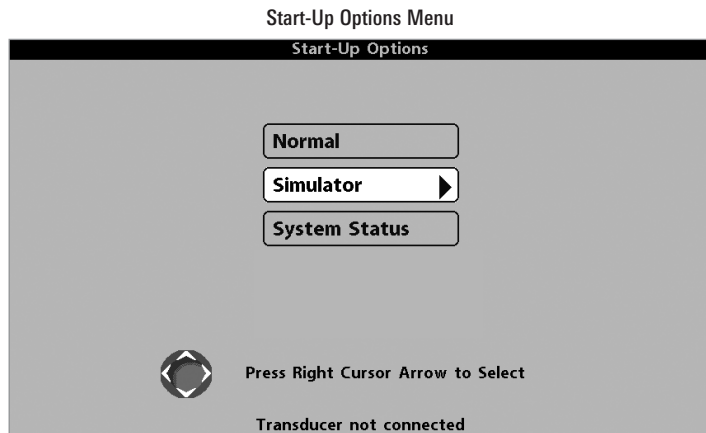 Start-Up Options Menu
Start-Up Options
Normal
Simulator
System Status
Press Right Cursor Arrow to Select
Transducer not connected